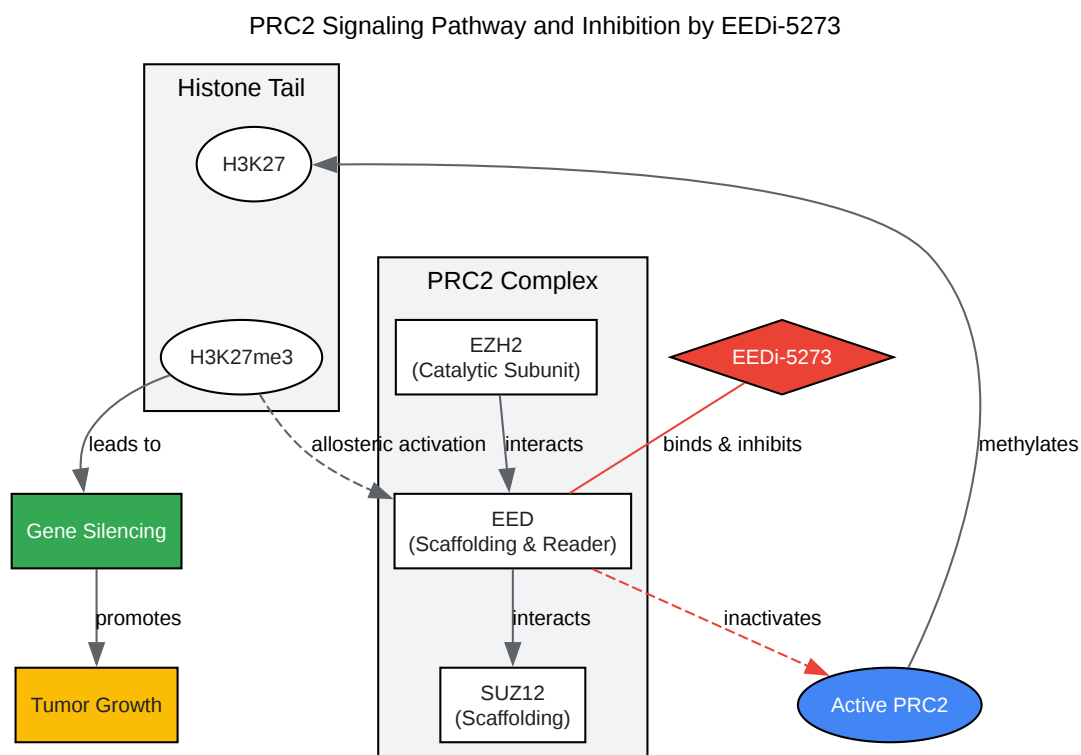 PRC2 Signaling Pathway and Inhibition by EEDi-5273
Histone Tail
H3K27
PRC2 Complex
H3K27me3
EZH2
(Catalytic Subunit)
EEDi-5273
leads to
allosteric activation
interacts
binds & inhibits
methylates
Gene Silencing
EED
(Scaffolding & Reader)
promotes
interacts
inactivates
Tumor Growth
SUZ12
(Scaffolding)
Active PRC2